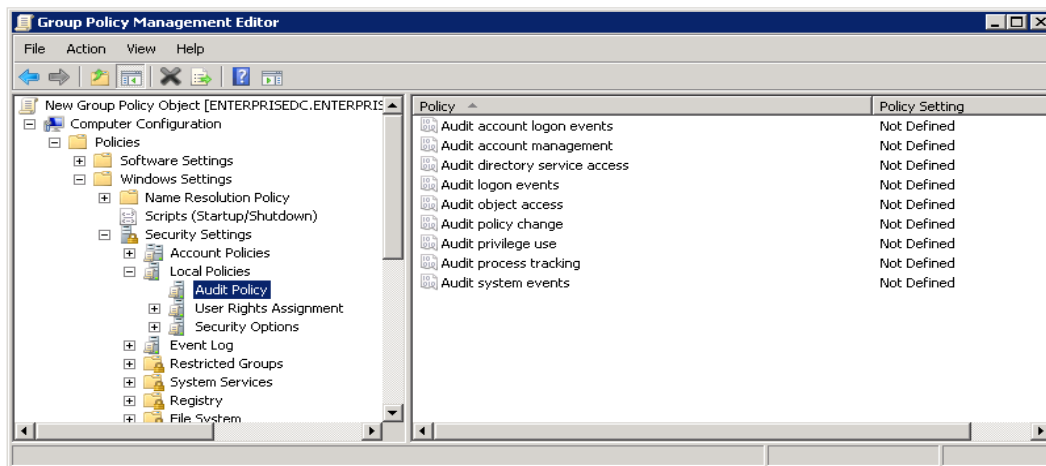 Group Policy Management Editor
File Action View Help
New Group Policy Object [ENTERPRISEDC.ENTERPRIS
Computer Configuration
Policies
Software Settings
Windows Settings
Name Resolution Policy
Scripts (Startup/Shutdown)
Security Settings
Account Policies
Local Policies
Audit Policy
User Rights Assignment
Security Options
Event Log
Restricted Groups
System Services
Registry
File System
Policy Policy Setting
Audit account logon events Not Defined
Audit account management Not Defined
Audit directory service access Not Defined
Audit logon events Not Defined
Audit object access Not Defined
Audit policy change Not Defined
Audit privilege use Not Defined
Audit process tracking Not Defined
Audit system events Not Defined